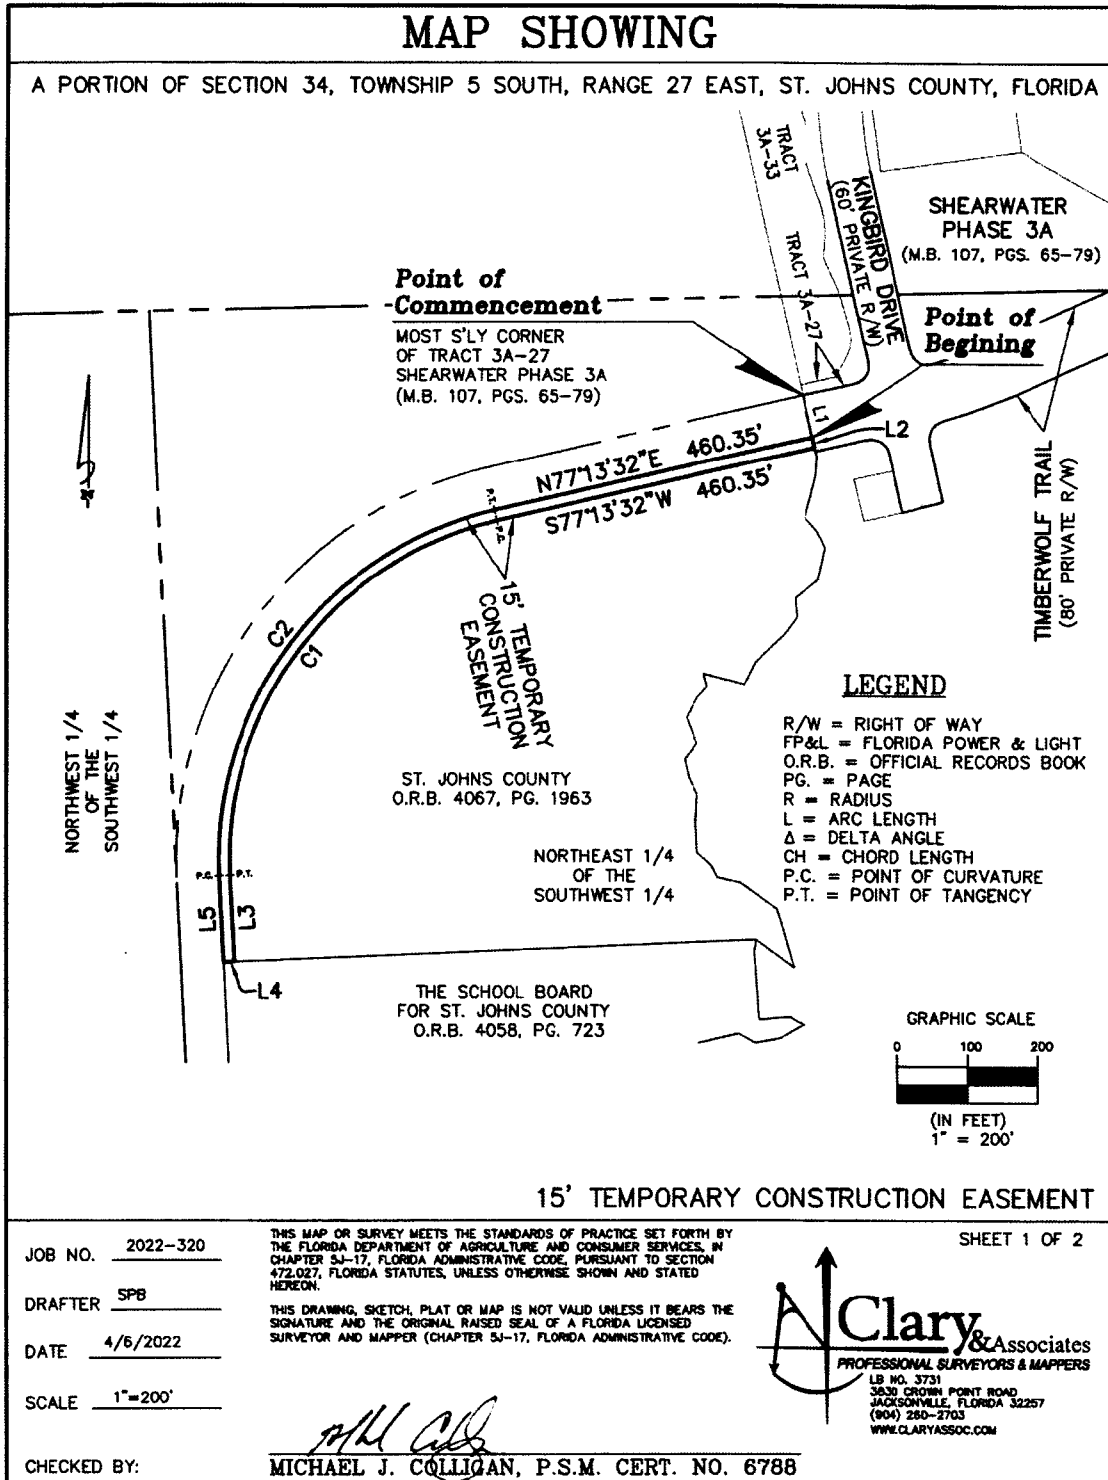 MAP SHOWING
A PORTION OF SECTION 34, TOWNSHIP 5 SOUTH, RANGE 27 EAST, ST. JOHNS COUNTY, FLORIDA
TRACT
3A-33
KINGBIRD DRIVE
(60' PRIVATE R/W)
SHEARWATER
PHASE 3A
(M.B. 107, PGS. 65-79)
TRACT 3A-27
Point of
Commencement
MOST S'LY CORNER
OF TRACT 3A-27
SHEARWATER PHASE 3A
(M.B. 107, PGS. 65-79)
Point of
Begining
L1
L2
N77°13'32"E 460.35'
S77°13'32"W 460.35'
P.T.
P.C.
TIMBERWOLF TRAIL
(80' PRIVATE R/W)
15' TEMPORARY
CONSTRUCTION
EASEMENT
C2
C1
N
LEGEND
R/W = RIGHT OF WAY
FP&L = FLORIDA POWER & LIGHT
O.R.B. = OFFICIAL RECORDS BOOK
PG. = PAGE
R = RADIUS
L = ARC LENGTH
Δ = DELTA ANGLE
CH = CHORD LENGTH
P.C. = POINT OF CURVATURE
P.T. = POINT OF TANGENCY
NORTHWEST 1/4
OF THE
SOUTHWEST 1/4
ST. JOHNS COUNTY
O.R.B. 4067, PG. 1963
NORTHEAST 1/4
OF THE
SOUTHWEST 1/4
P.C.
P.T.
L5
L3
L4
THE SCHOOL BOARD
FOR ST. JOHNS COUNTY
O.R.B. 4058, PG. 723
GRAPHIC SCALE
0 100 200
(IN FEET)
1" = 200'
15' TEMPORARY CONSTRUCTION EASEMENT
JOB NO. 2022-320
DRAFTER SPB
DATE 4/6/2022
SCALE 1"=200'
CHECKED BY:
THIS MAP OR SURVEY MEETS THE STANDARDS OF PRACTICE SET FORTH BY
THE FLORIDA DEPARTMENT OF AGRICULTURE AND CONSUMER SERVICES, IN
CHAPTER 5J-17, FLORIDA ADMINISTRATIVE CODE, PURSUANT TO SECTION
472.027, FLORIDA STATUTES, UNLESS OTHERWISE SHOWN AND STATED
HEREON.
THIS DRAWING, SKETCH, PLAT OR MAP IS NOT VALID UNLESS IT BEARS THE
SIGNATURE AND THE ORIGINAL RAISED SEAL OF A FLORIDA LICENSED
SURVEYOR AND MAPPER (CHAPTER 5J-17, FLORIDA ADMINISTRATIVE CODE).
MICHAEL J. COLLIGAN, P.S.M. CERT. NO. 6788
SHEET 1 OF 2
Clary
& Associates
PROFESSIONAL SURVEYORS & MAPPERS
LB NO. 3731
3830 CROWN POINT ROAD
JACKSONVILLE, FLORIDA 32257
(904) 260-2703
WWW.CLARYASSOC.COM